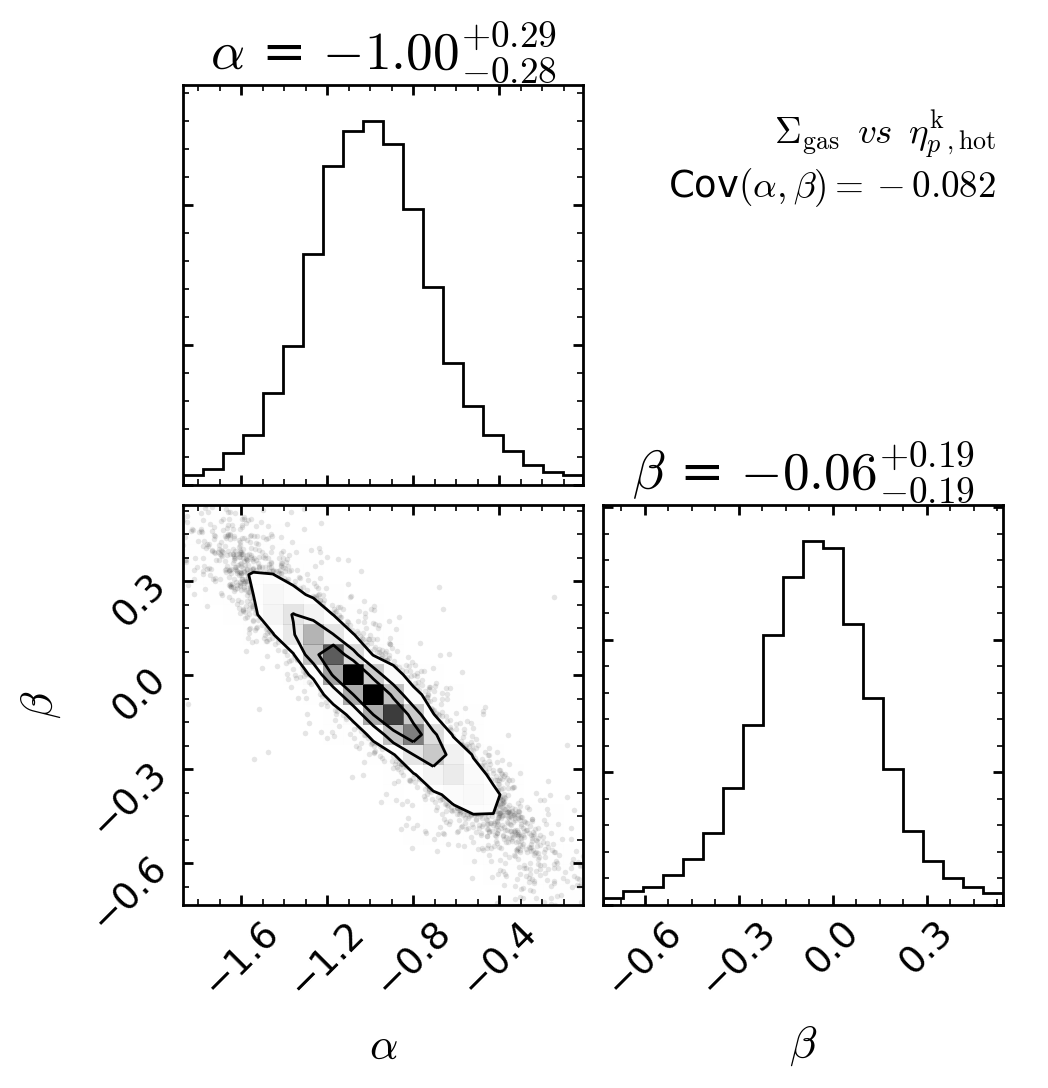 α = −1.00^{+0.29}_{−0.28}
Σ_gas vs η^k_{p, hot}
Cov(α, β) = −0.082
β = −0.06^{+0.19}_{−0.19}
0.3
0.0
−0.3
−0.6
β
−1.6 −1.2 −0.8 −0.4
−0.6 −0.3 0.0 0.3
α β